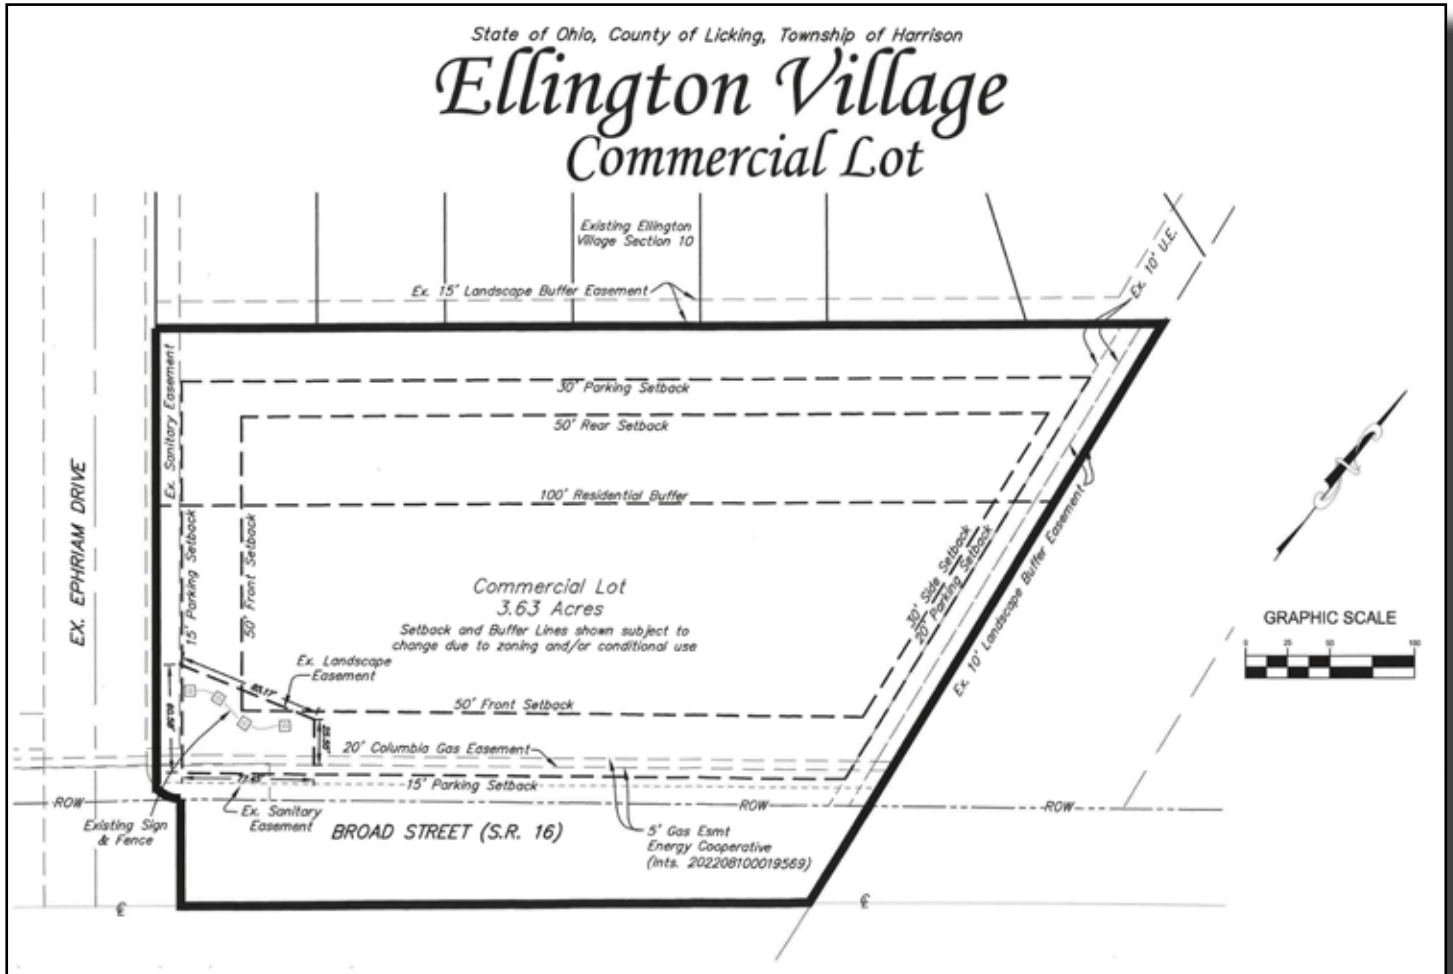 State of Ohio, County of Licking, Township of Harrison
Ellington Village
Commercial Lot
Existing Ellington
Village Section 10
Ex. 15' Landscape Buffer Easement
Ex. 10' U.E.
Ex. Sanitary Easement
30' Parking Setback
50' Rear Setback
100' Residential Buffer
EX. EPHRIAM DRIVE
15' Parking Setback
50' Front Setback
Commercial Lot
3.63 Acres
Setback and Buffer Lines shown subject to
change due to zoning and/or conditional use
30' Side Setback
20' Parking Setback
Ex. 10' Landscape Buffer Easement
GRAPHIC SCALE
0 25 50 100
Ex. Landscape
Easement
50' Front Setback
20' Columbia Gas Easement
15' Parking Setback
ROW
ROW
ROW
Ex. Sanitary
Easement
Existing Sign
& Fence
BROAD STREET (S.R. 16)
5' Gas Esmt
Energy Cooperative
(Ints. 202208100019569)